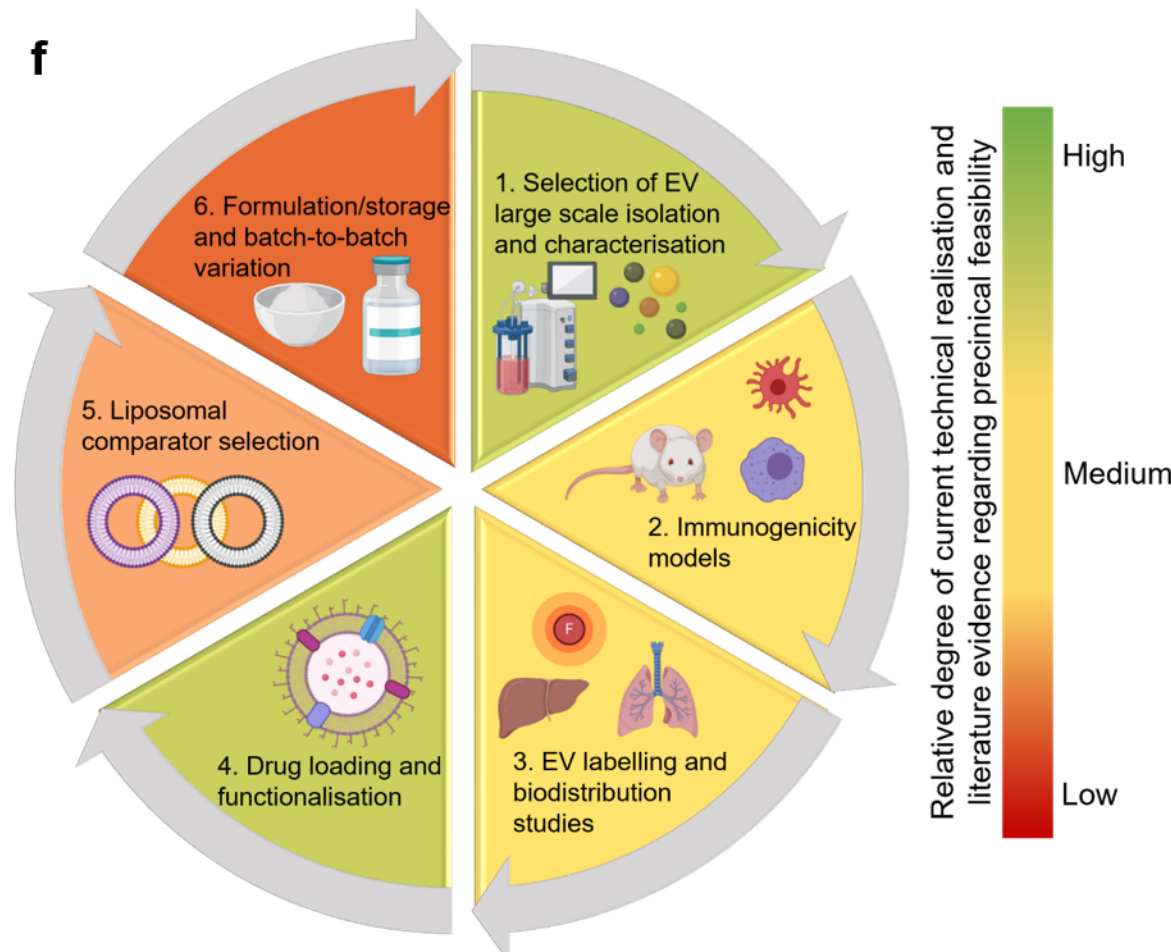 f
1. Selection of EV
large scale isolation
and characterisation
2. Immunogenicity
models
3. EV labelling and
biodistribution
studies
F
4. Drug loading and
functionalisation
5. Liposomal
comparator selection
6. Formulation/storage
and batch-to-batch
variation
Relative degree of current technical realisation and
literature evidence regarding precinical feasibility
High
Medium
Low